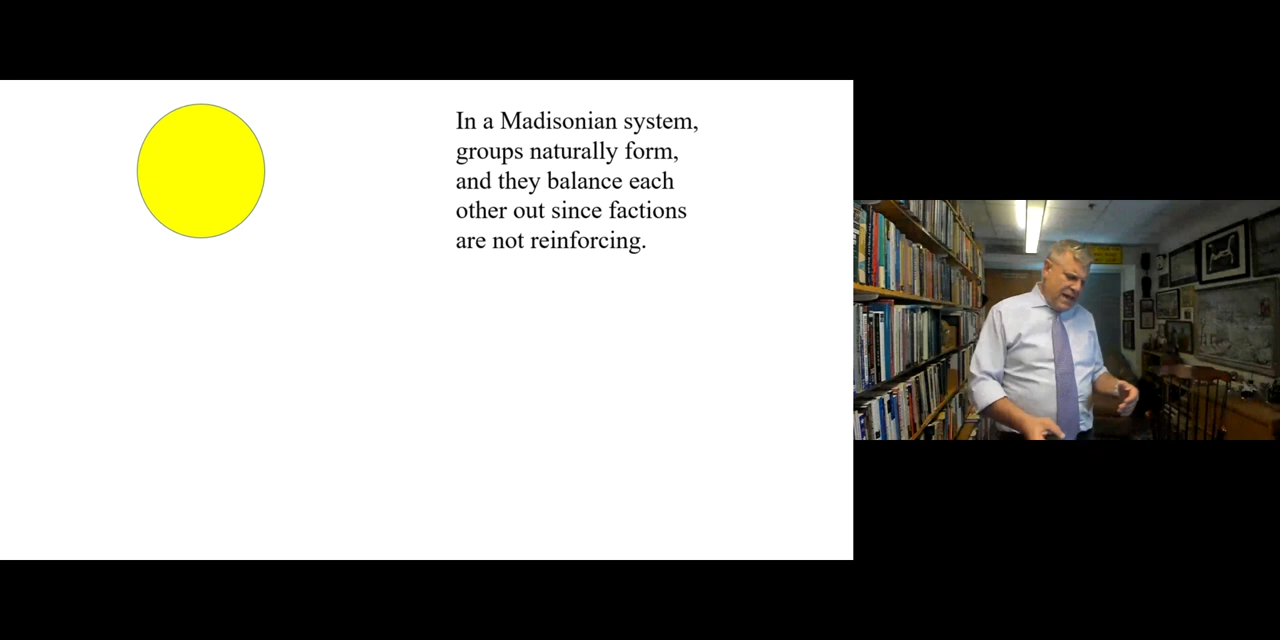 In a Madisonian system,
groups naturally form,
and they balance each
other out since factions
are not reinforcing.